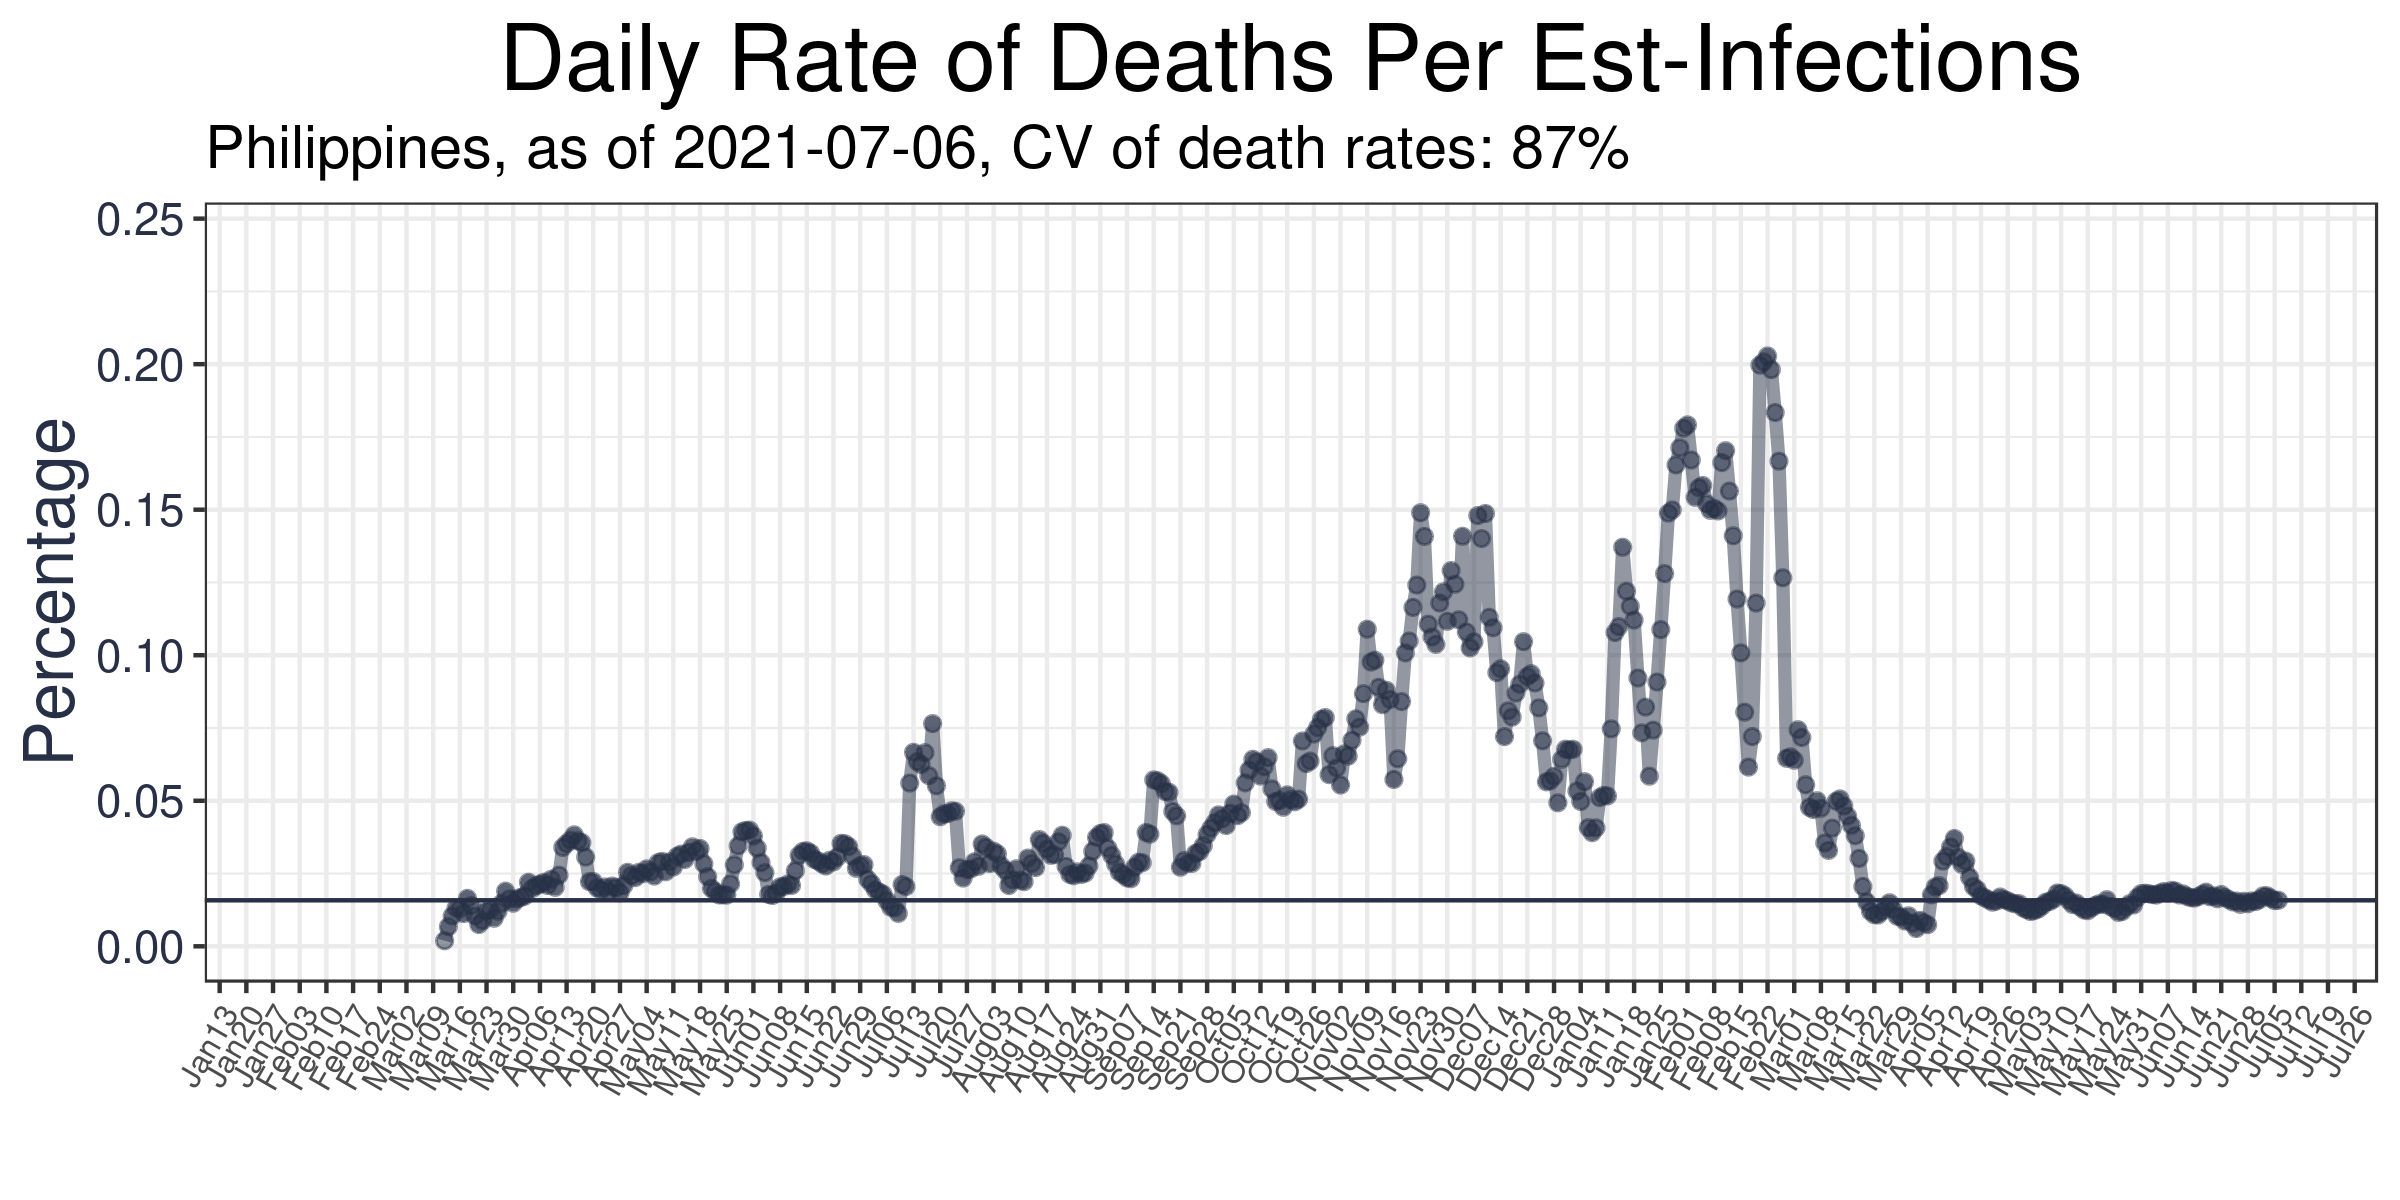 Daily Rate of Deaths Per Est-Infections
Philippines, as of 2021-07-06, CV of death rates: 87%
Percentage
0.25
0.20
0.15
0.10
0.05
0.00
Jan13
Jan20
Jan27
Feb03
Feb10
Feb17
Feb24
Mar02
Mar09
Mar16
Mar23
Mar30
Apr06
Apr13
Apr20
Apr27
May04
May11
May18
May25
Jun01
Jun08
Jun15
Jun22
Jun29
Jul06
Jul13
Jul20
Jul27
Aug03
Aug10
Aug17
Aug24
Aug31
Sep07
Sep14
Sep21
Sep28
Oct05
Oct12
Oct19
Oct26
Nov02
Nov09
Nov16
Nov23
Nov30
Dec07
Dec14
Dec21
Dec28
Jan04
Jan11
Jan18
Jan25
Feb01
Feb08
Feb15
Feb22
Mar01
Mar08
Mar15
Mar22
Mar29
Apr05
Apr12
Apr19
Apr26
May03
May10
May17
May24
May31
Jun07
Jun14
Jun21
Jun28
Jul05
Jul12
Jul19
Jul26